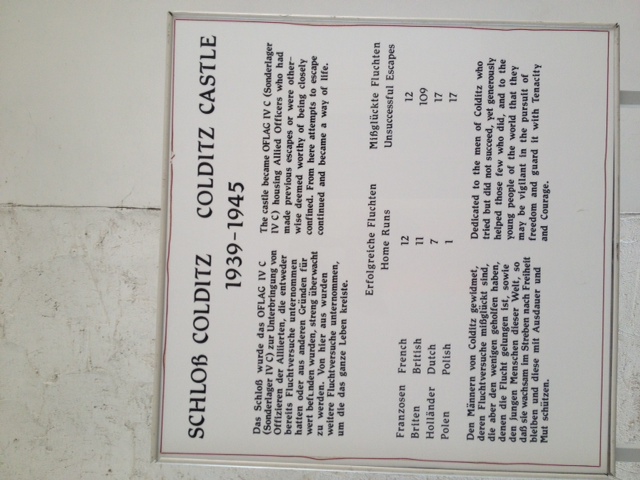 SCHLOß COLDITZ COLDITZ CASTLE
1939-1945
Das Schloß wurde das OFLAG IV C
(Sonderlager IV C) zur Unterbringung von
Offizieren der Alliierten, die entweder
bereits Fluchtversuche unternommen
hatten oder aus anderen Gründen für
wert befunden wurden, streng überwacht
zu werden. Von hier aus wurden
weitere Fluchtversuche unternommen,
um die das ganze Leben kreiste.
The castle became OFLAG IV C (Sonderlager
IV C) housing Allied Officers who had
made previous escapes or were other-
wise deemed worthy of being closely
confined. From here attempts to escape
continued and became a way of life.
Erfolgreiche Fluchten Mißglückte Fluchten
Home Runs Unsuccessful Escapes
Franzosen French 12 12
Briten British 11 109
Holländer Dutch 7 17
Polen Polish 1 17
Den Männern von Colditz gewidmet,
deren Fluchtversuche mißglückt sind,
die aber den wenigen geholfen haben,
denen die Flucht gelungen ist, sowie
den jungen Menschen dieser Welt, so
daß sie wachsam im Streben nach Freiheit
bleiben und diese mit Ausdauer und
Mut schützen.
Dedicated to the men of Colditz who
tried but did not succeed, yet generously
helped those few who did, and to the
young people of the world that they
may be vigilant in the pursuit of
freedom and guard it with Tenacity
and Courage.